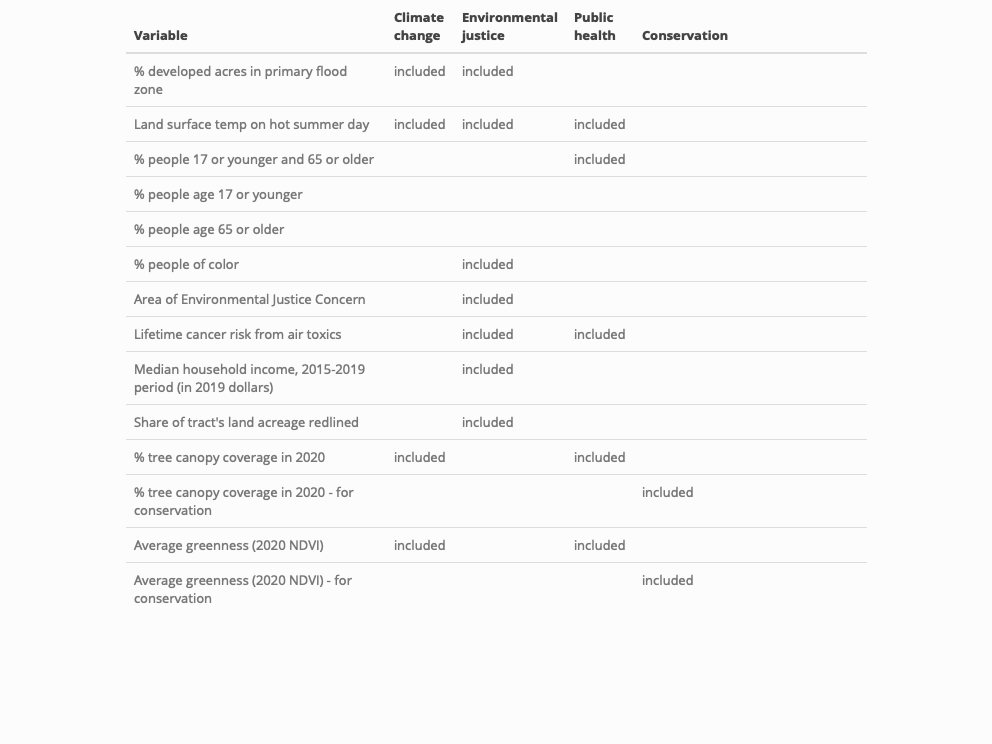 Variable Climate change Environmental justice Public health Conservation
% developed acres in primary flood zone included included
Land surface temp on hot summer day included included included
% people 17 or younger and 65 or older included
% people age 17 or younger
% people age 65 or older
% people of color included
Area of Environmental Justice Concern included
Lifetime cancer risk from air toxics included included
Median household income, 2015-2019 period (in 2019 dollars) included
Share of tract's land acreage redlined included
% tree canopy coverage in 2020 included included
% tree canopy coverage in 2020 - for conservation included
Average greenness (2020 NDVI) included included
Average greenness (2020 NDVI) - for conservation included